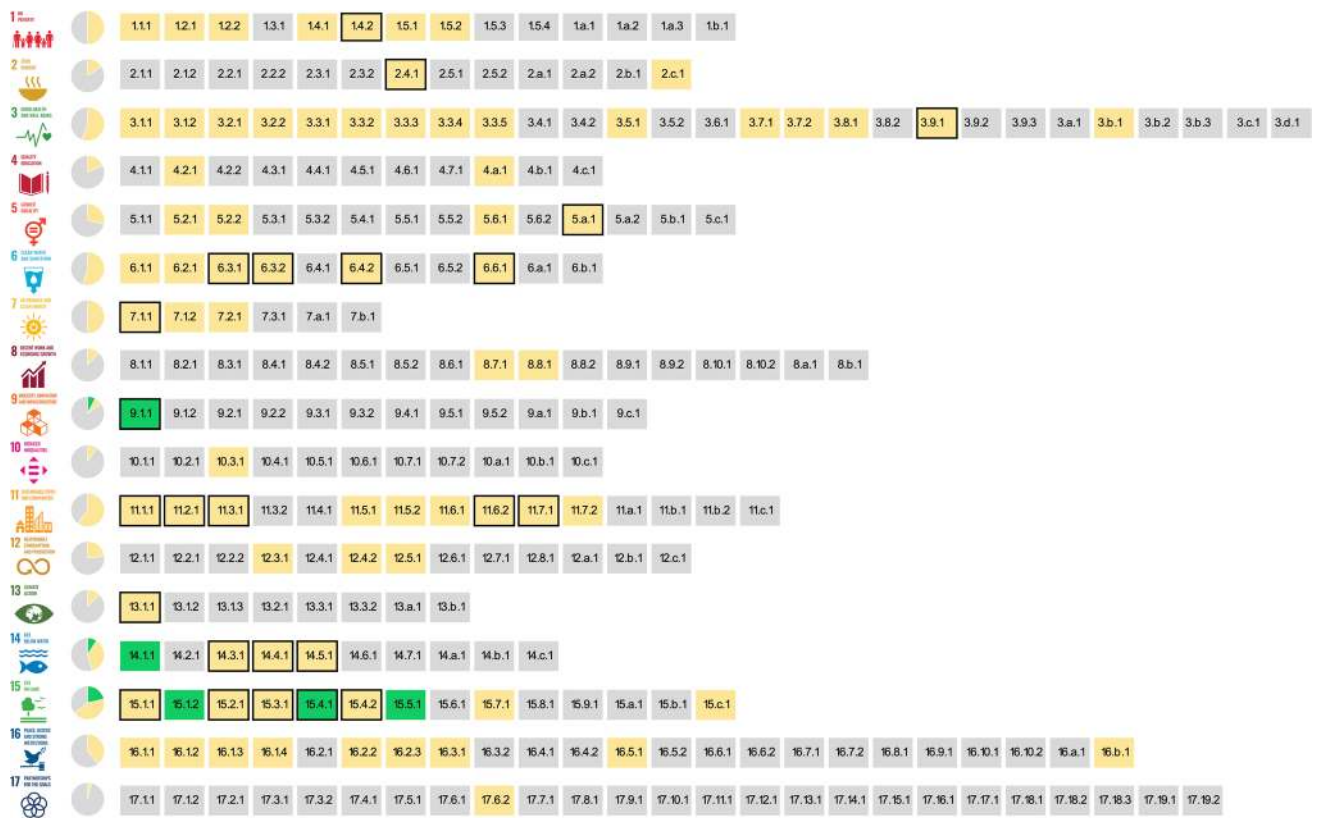 1 NO
POVERTY
1.1.1 1.2.1 1.2.2 1.3.1 1.4.1 1.4.2 1.5.1 1.5.2 1.5.3 1.5.4 1.a.1 1.a.2 1.a.3 1.b.1
2
2.1.1 2.1.2 2.2.1 2.2.2 2.3.1 2.3.2 2.4.1 2.5.1 2.5.2 2.a.1 2.a.2 2.b.1 2.c.1
3 GOOD HEALTH
AND WELL-BEING
3.1.1 3.1.2 3.2.1 3.2.2 3.3.1 3.3.2 3.3.3 3.3.4 3.3.5 3.4.1 3.4.2 3.5.1 3.5.2 3.6.1 3.7.1 3.7.2 3.8.1 3.8.2 3.9.1 3.9.2 3.9.3 3.a.1 3.b.1 3.b.2 3.b.3 3.c.1 3.d.1
4 QUALITY
EDUCATION
4.1.1 4.2.1 4.2.2 4.3.1 4.4.1 4.5.1 4.6.1 4.7.1 4.a.1 4.b.1 4.c.1
5 GENDER
EQUALITY
5.1.1 5.2.1 5.2.2 5.3.1 5.3.2 5.4.1 5.5.1 5.5.2 5.6.1 5.6.2 5.a.1 5.a.2 5.b.1 5.c.1
6 CLEAN WATER
AND SANITATION
6.1.1 6.2.1 6.3.1 6.3.2 6.4.1 6.4.2 6.5.1 6.5.2 6.6.1 6.a.1 6.b.1
7
7.1.1 7.1.2 7.2.1 7.3.1 7.a.1 7.b.1
8 DECENT WORK AND
ECONOMIC GROWTH
8.1.1 8.2.1 8.3.1 8.4.1 8.4.2 8.5.1 8.5.2 8.6.1 8.7.1 8.8.1 8.8.2 8.9.1 8.9.2 8.10.1 8.10.2 8.a.1 8.b.1
9 INDUSTRY, INNOVATION
AND INFRASTRUCTURE
9.1.1 9.1.2 9.2.1 9.2.2 9.3.1 9.3.2 9.4.1 9.5.1 9.5.2 9.a.1 9.b.1 9.c.1
10 REDUCED
INEQUALITIES
10.1.1 10.2.1 10.3.1 10.4.1 10.5.1 10.6.1 10.7.1 10.7.2 10.a.1 10.b.1 10.c.1
11 SUSTAINABLE CITIES
AND COMMUNITIES
11.1.1 11.2.1 11.3.1 11.3.2 11.4.1 11.5.1 11.5.2 11.6.1 11.6.2 11.7.1 11.7.2 11.a.1 11.b.1 11.b.2 11.c.1
12 RESPONSIBLE
CONSUMPTION
AND PRODUCTION
12.1.1 12.2.1 12.2.2 12.3.1 12.4.1 12.4.2 12.5.1 12.6.1 12.7.1 12.8.1 12.a.1 12.b.1 12.c.1
13 CLIMATE
ACTION
13.1.1 13.1.2 13.1.3 13.2.1 13.3.1 13.3.2 13.a.1 13.b.1
14 LIFE
BELOW WATER
14.1.1 14.2.1 14.3.1 14.4.1 14.5.1 14.6.1 14.7.1 14.a.1 14.b.1 14.c.1
15 LIFE
ON LAND
15.1.1 15.1.2 15.2.1 15.3.1 15.4.1 15.4.2 15.5.1 15.6.1 15.7.1 15.8.1 15.9.1 15.a.1 15.b.1 15.c.1
16 PEACE, JUSTICE
AND STRONG
INSTITUTIONS
16.1.1 16.1.2 16.1.3 16.1.4 16.2.1 16.2.2 16.2.3 16.3.1 16.3.2 16.4.1 16.4.2 16.5.1 16.5.2 16.6.1 16.6.2 16.7.1 16.7.2 16.8.1 16.9.1 16.10.1 16.10.2 16.a.1 16.b.1
17 PARTNERSHIPS
FOR THE GOALS
17.1.1 17.1.2 17.2.1 17.3.1 17.3.2 17.4.1 17.5.1 17.6.1 17.6.2 17.7.1 17.8.1 17.9.1 17.10.1 17.11.1 17.12.1 17.13.1 17.14.1 17.15.1 17.16.1 17.17.1 17.18.1 17.18.2 17.18.3 17.19.1 17.19.2